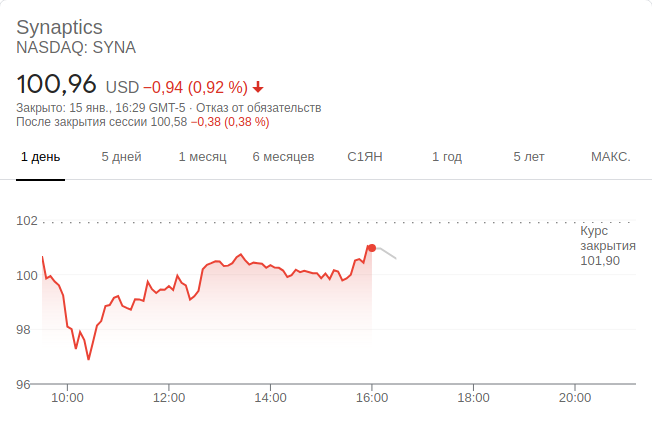 Synaptics
NASDAQ: SYNA
100,96 USD −0,94 (0,92 %)
Закрыто: 15 янв., 16:29 GMT-5 · Отказ от обязательств
После закрытия сессии 100,58 −0,38 (0,38 %)
1 день 5 дней 1 месяц 6 месяцев С1ЯН 1 год 5 лет МАКС.
102
Курс
закрытия
101,90
100
98
96
10:00 12:00 14:00 16:00 18:00 20:00